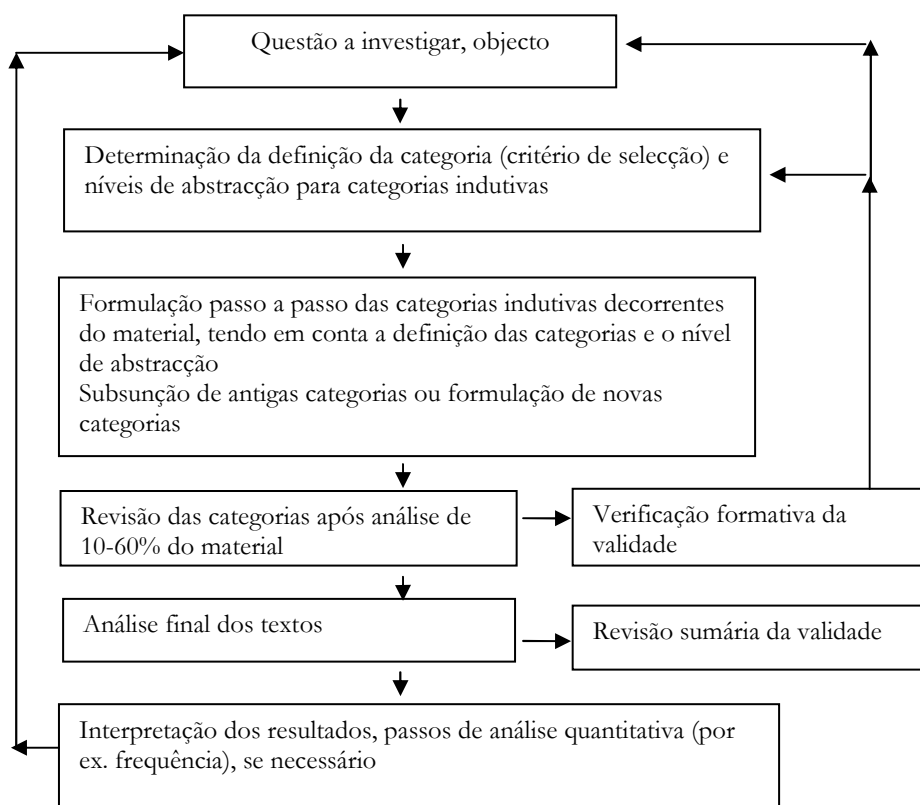 Questão a investigar, objecto
Determinação da definição da categoria (critério de selecção) e
níveis de abstracção para categorias indutivas
Formulação passo a passo das categorias indutivas decorrentes
do material, tendo em conta a definição das categorias e o nível
de abstracção
Subsunção de antigas categorias ou formulação de novas
categorias
Revisão das categorias após análise de
10-60% do material
Verificação formativa da
validade
Análise final dos textos
Revisão sumária da validade
Interpretação dos resultados, passos de análise quantitativa (por
ex. frequência), se necessário